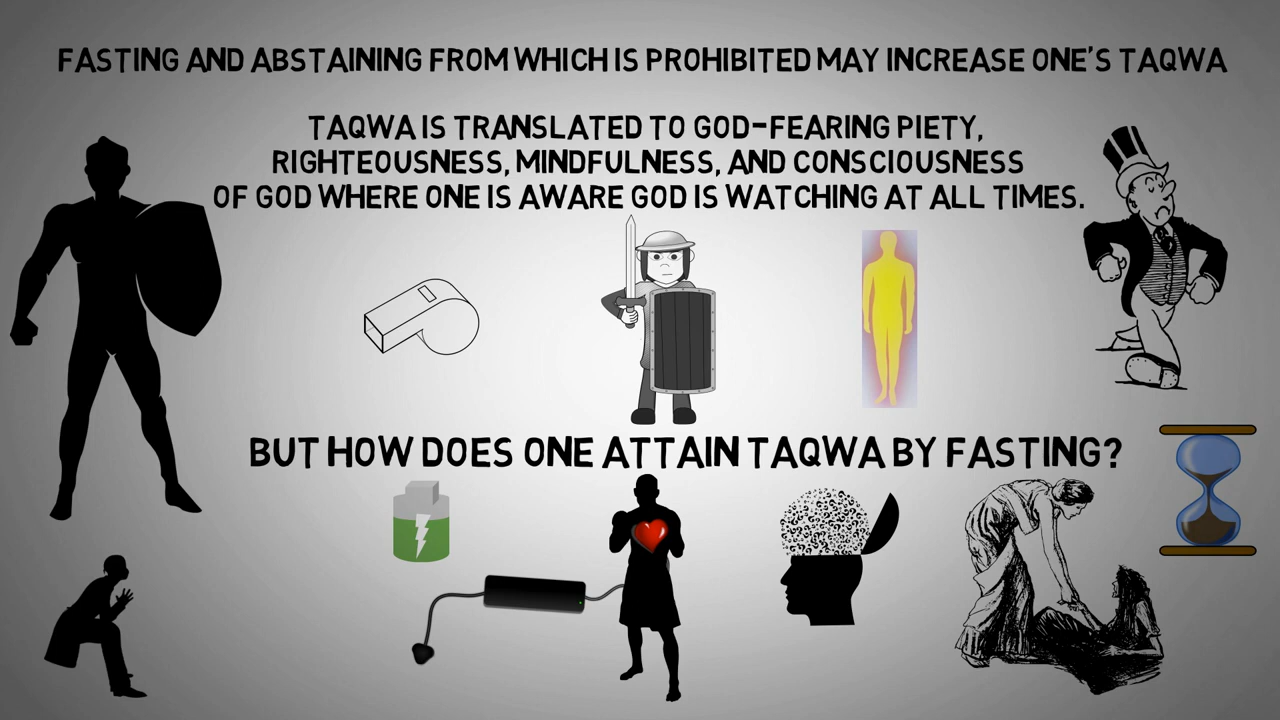 FASTING AND ABSTAINING FROM WHICH IS PROHIBITED MAY INCREASE ONE'S TAQWA
TAQWA IS TRANSLATED TO GOD-FEARING PIETY,
RIGHTEOUSNESS, MINDFULNESS, AND CONSCIOUSNESS
OF GOD WHERE ONE IS AWARE GOD IS WATCHING AT ALL TIMES.
BUT HOW DOES ONE ATTAIN TAQWA BY FASTING?